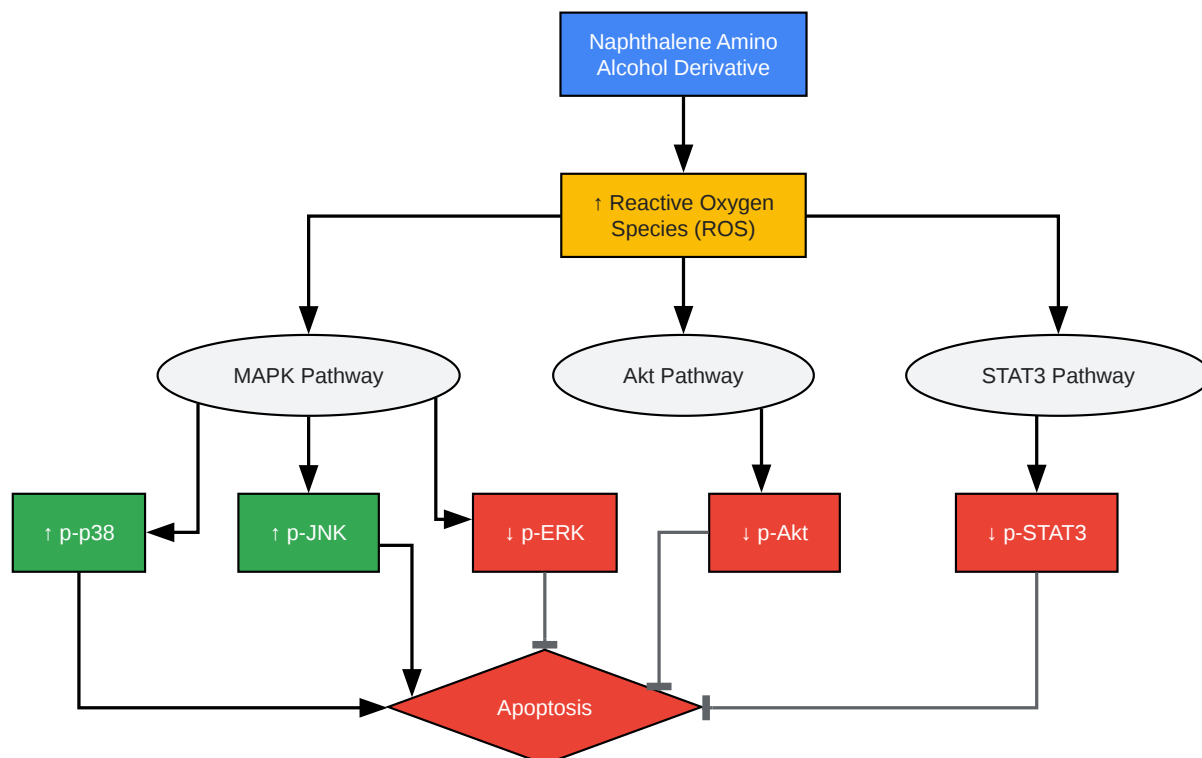 Naphthalene Amino
Alcohol Derivative
↑ Reactive Oxygen
Species (ROS)
MAPK Pathway
Akt Pathway
STAT3 Pathway
↑ p-p38
↑ p-JNK
↓ p-ERK
↓ p-Akt
↓ p-STAT3
Apoptosis